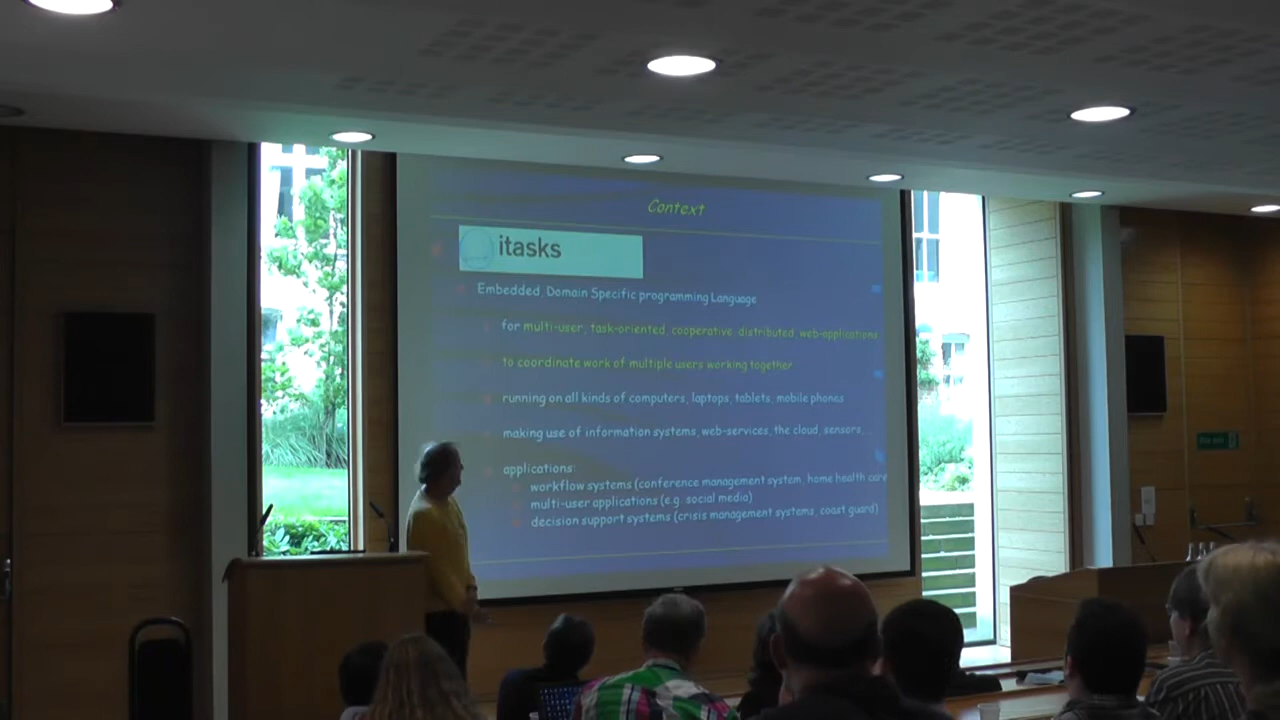 Context
itasks
Embedded, Domain Specific programming Language
for multi-user, task-oriented, cooperative distributed, web-applications
to coordinate work of multiple users working together
running on all kinds of computers, laptops, tablets, mobile phones
making use of information systems, web-services, the cloud, sensors, ...
applications:
workflow systems (conference management system, home health care
multi-user applications (e.g. social media)
decision support systems (crisis management systems, coast guard)